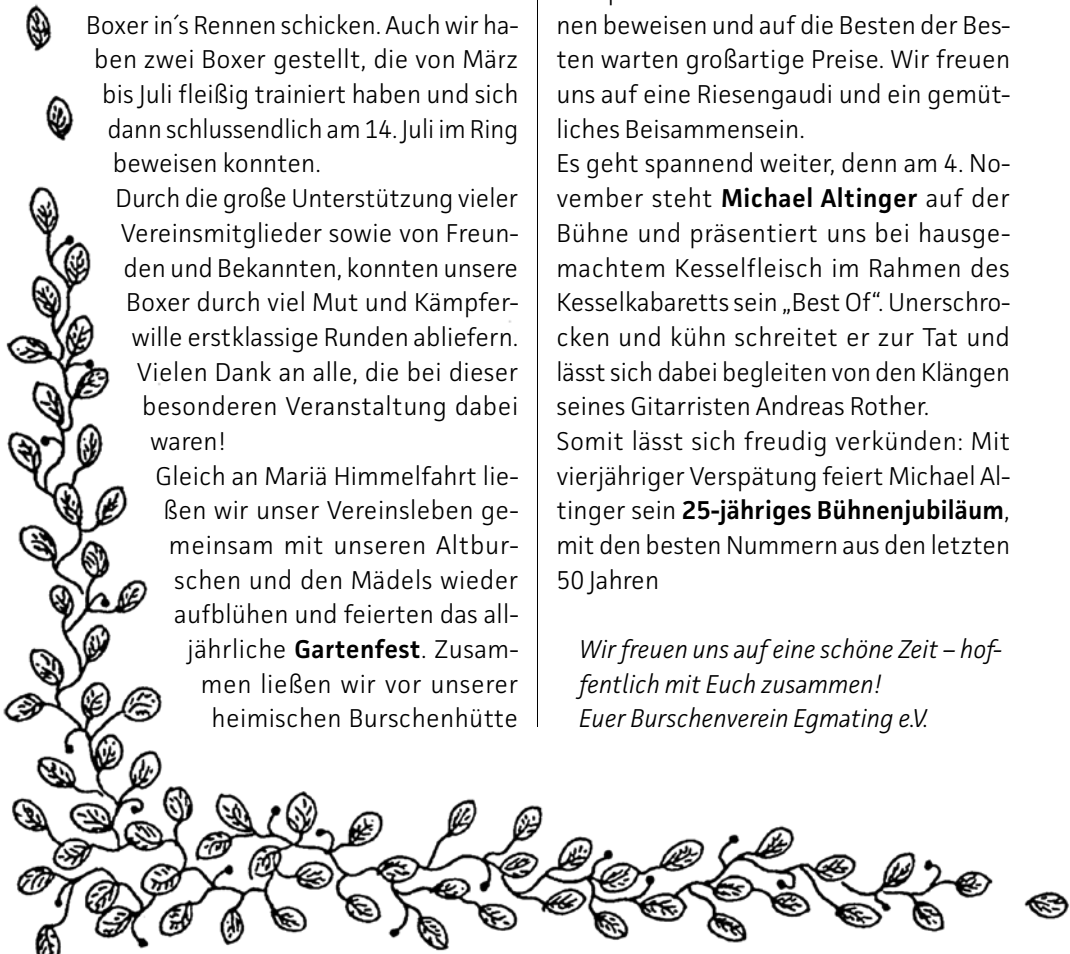 Boxer in´s Rennen schicken. Auch wir ha-
ben zwei Boxer gestellt, die von März
bis Juli fleißig trainiert haben und sich
dann schlussendlich am 14. Juli im Ring
beweisen konnten.
Durch die große Unterstützung vieler
Vereinsmitglieder sowie von Freun-
den und Bekannten, konnten unsere
Boxer durch viel Mut und Kämpfer-
wille erstklassige Runden abliefern.
Vielen Dank an alle, die bei dieser
besonderen Veranstaltung dabei
waren!
Gleich an Mariä Himmelfahrt lie-
ßen wir unser Vereinsleben ge-
meinsam mit unseren Altbur-
schen und den Mädels wieder
aufblühen und feierten das all-
jährliche Gartenfest. Zusam-
men ließen wir vor unserer
heimischen Burschenhütte
nen beweisen und auf die Besten der Bes-
ten warten großartige Preise. Wir freuen
uns auf eine Riesengaudi und ein gemüt-
liches Beisammensein.
Es geht spannend weiter, denn am 4. No-
vember steht Michael Altinger auf der
Bühne und präsentiert uns bei hausge-
machtem Kesselfleisch im Rahmen des
Kesselkabaretts sein „Best Of“. Unerschro-
cken und kühn schreitet er zur Tat und
lässt sich dabei begleiten von den Klängen
seines Gitarristen Andreas Rother.
Somit lässt sich freudig verkünden: Mit
vierjähriger Verspätung feiert Michael Al-
tinger sein 25-jähriges Bühnenjubiläum,
mit den besten Nummern aus den letzten
50 Jahren
Wir freuen uns auf eine schöne Zeit – hof-
fentlich mit Euch zusammen!
Euer Burschenverein Egmating e.V.